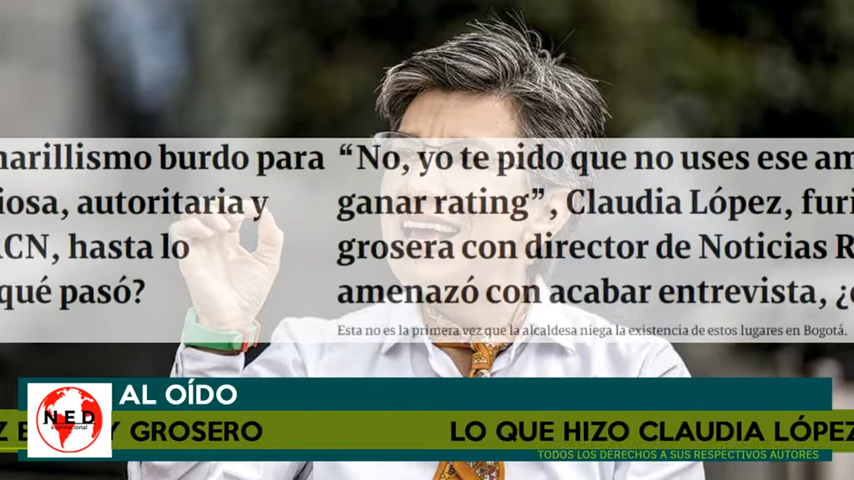 narillismo burdo para
iosa, autoritaria y
CN, hasta lo
qué pasó?
“No, yo te pido que no uses ese am
ganar rating”, Claudia López, furi
grosera con director de Noticias R
amenazó con acabar entrevista, ¿
Esta no es la primera vez que la alcaldesa niega la existencia de estos lugares en Bogotá.
AL OÍDO
NED
international
Y GROSERO
LO QUE HIZO CLAUDIA LÓPEZ
TODOS LOS DERECHOS A SUS RESPECTIVOS AUTORES